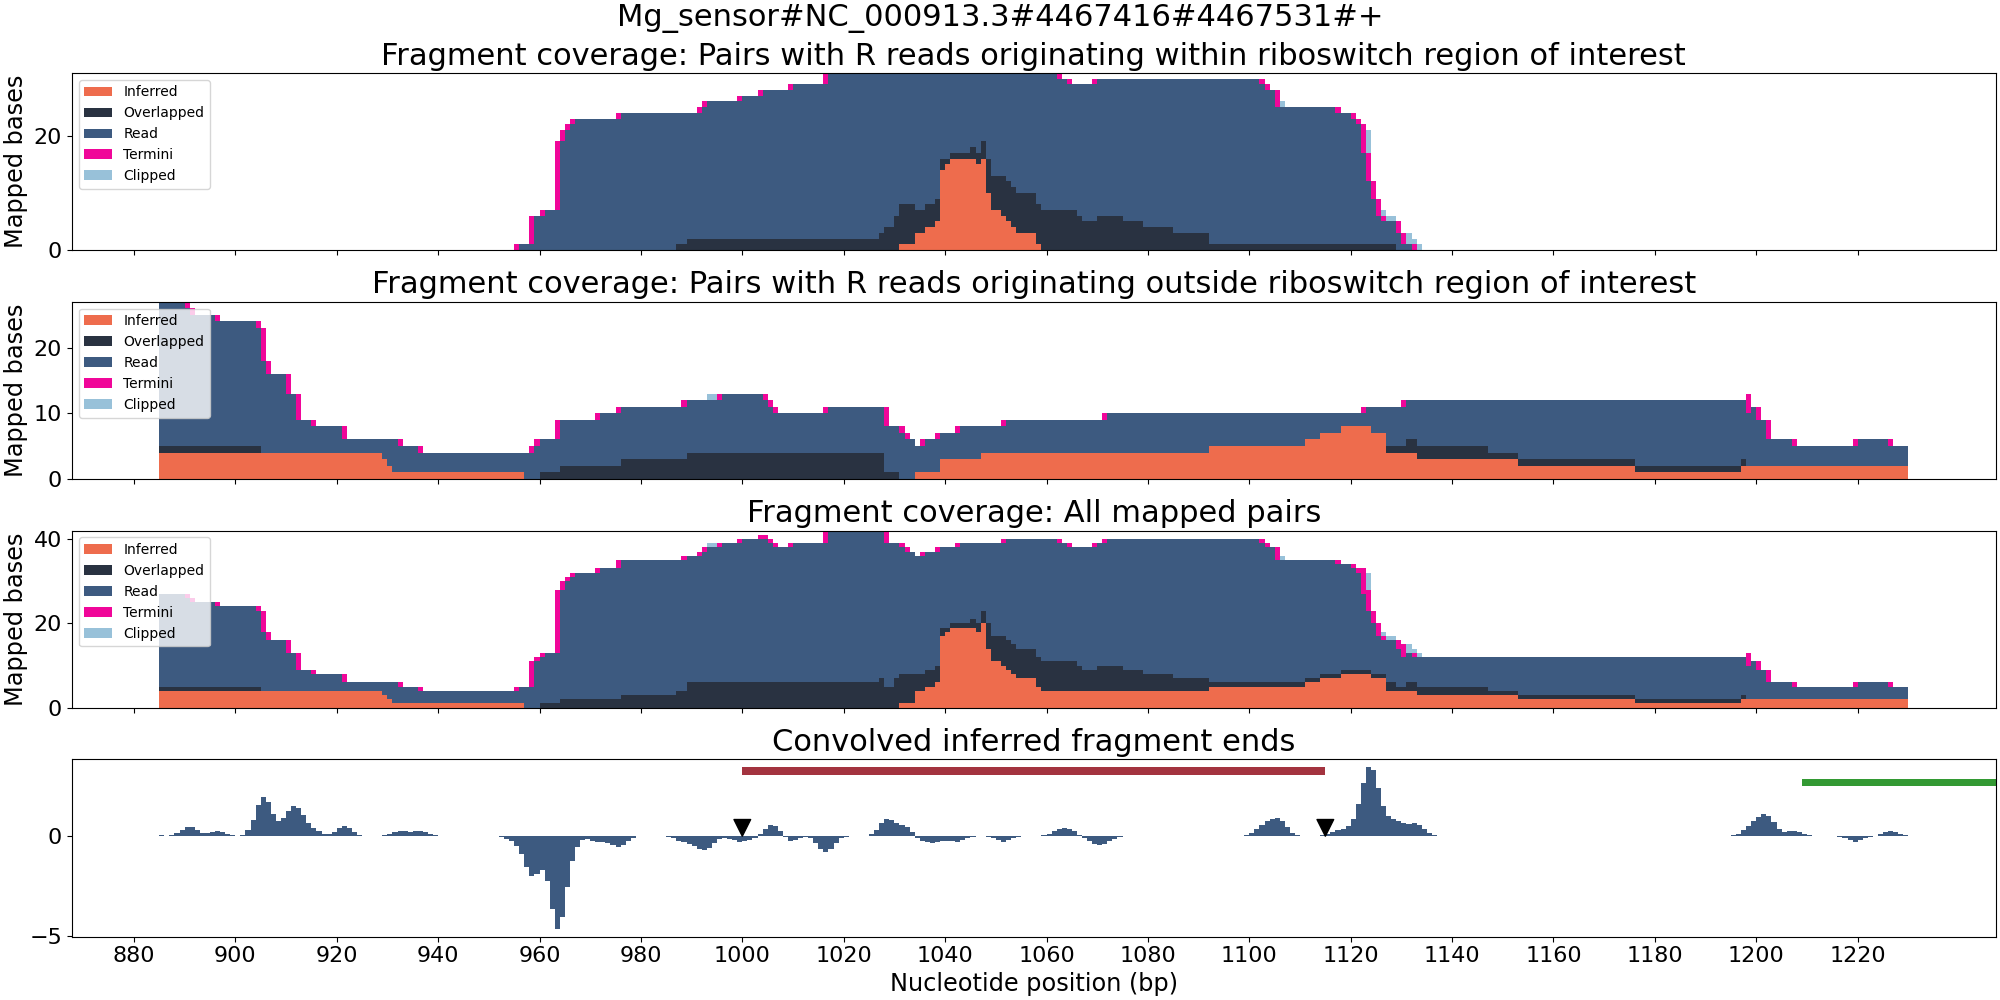 Mg_sensor#NC_000913.3#4467416#4467531#+
Fragment coverage: Pairs with R reads originating within riboswitch region of interest
Mapped bases
20
0
Inferred
Overlapped
Read
Termini
Clipped
Fragment coverage: Pairs with R reads originating outside riboswitch region of interest
Mapped bases
20
10
0
Inferred
Overlapped
Read
Termini
Clipped
Fragment coverage: All mapped pairs
Mapped bases
40
20
0
Inferred
Overlapped
Read
Termini
Clipped
Convolved inferred fragment ends
0
−5
880 900 920 940 960 980 1000 1020 1040 1060 1080 1100 1120 1140 1160 1180 1200 1220
Nucleotide position (bp)